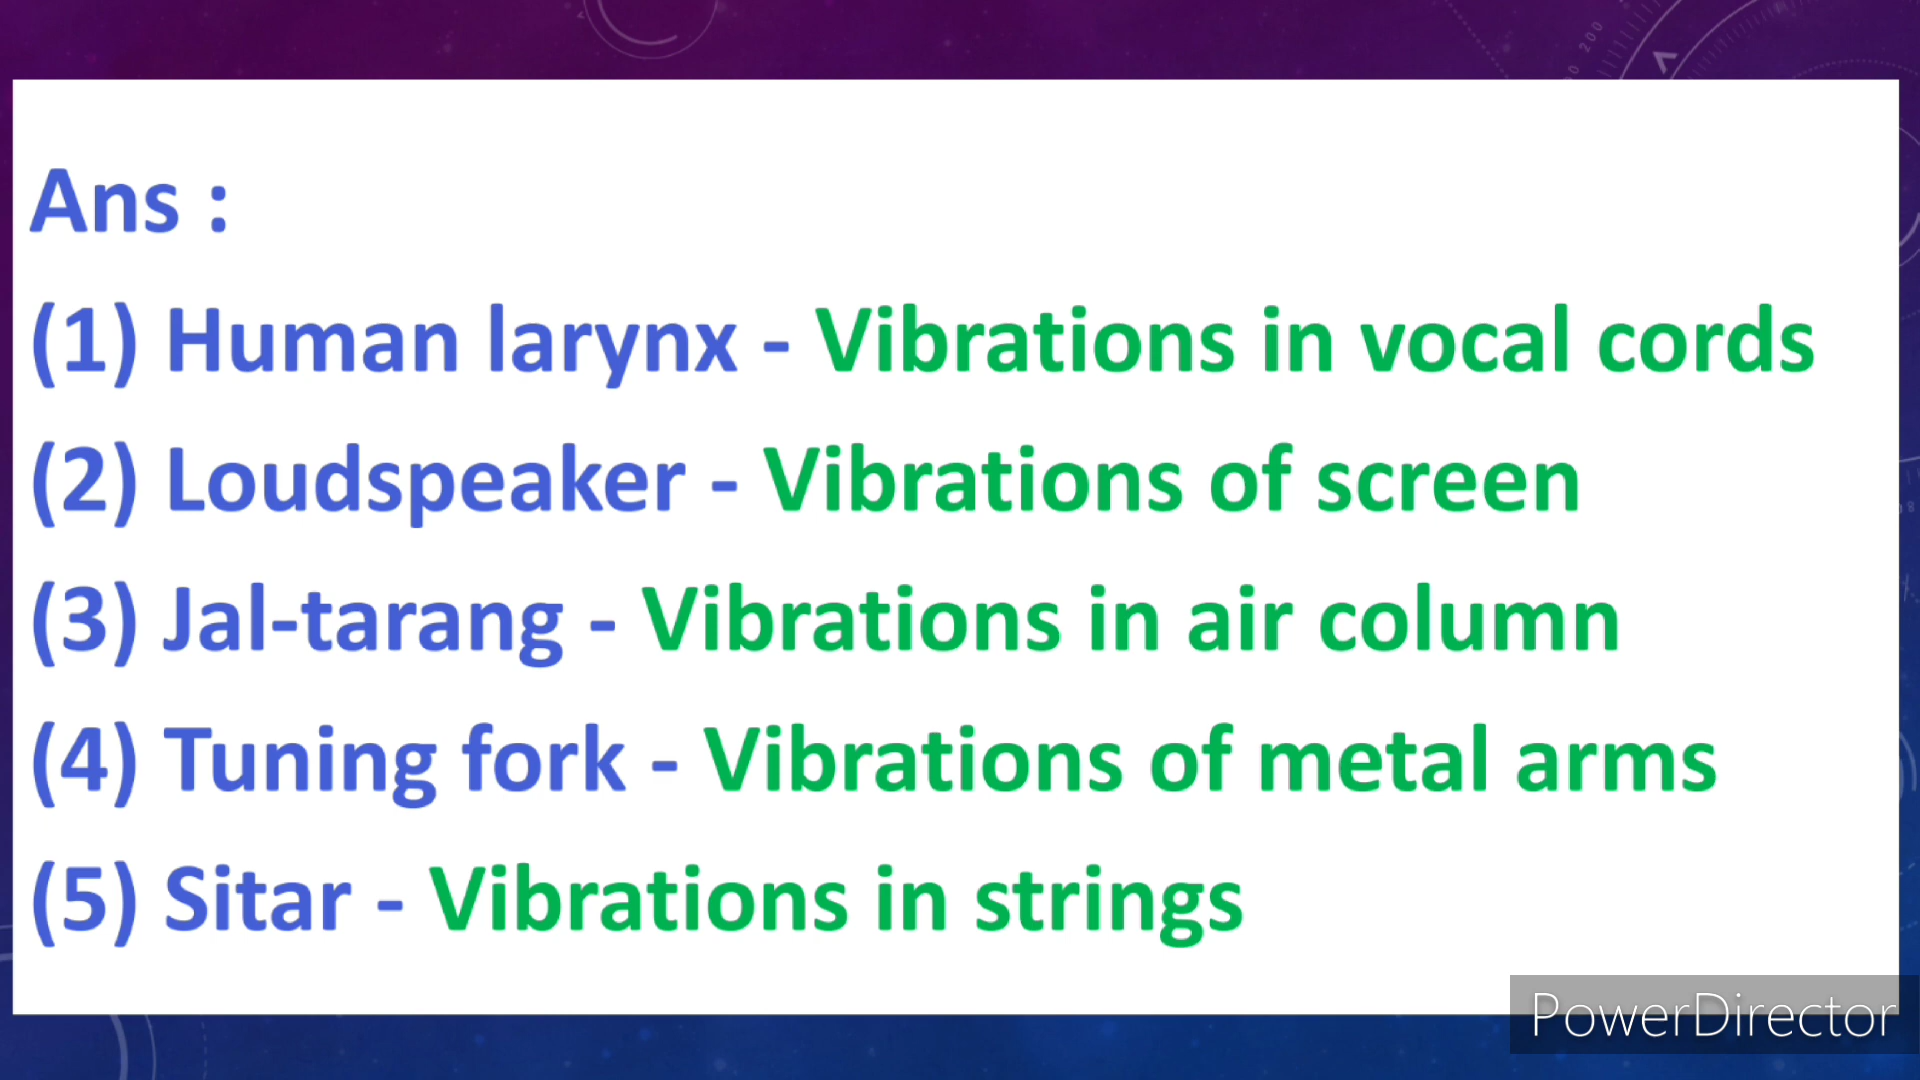 Ans :
(1) Human larynx - Vibrations in vocal cords
(2) Loudspeaker - Vibrations of screen
(3) Jal-tarang - Vibrations in air column
(4) Tuning fork - Vibrations of metal arms
(5) Sitar - Vibrations in strings
PowerDirector